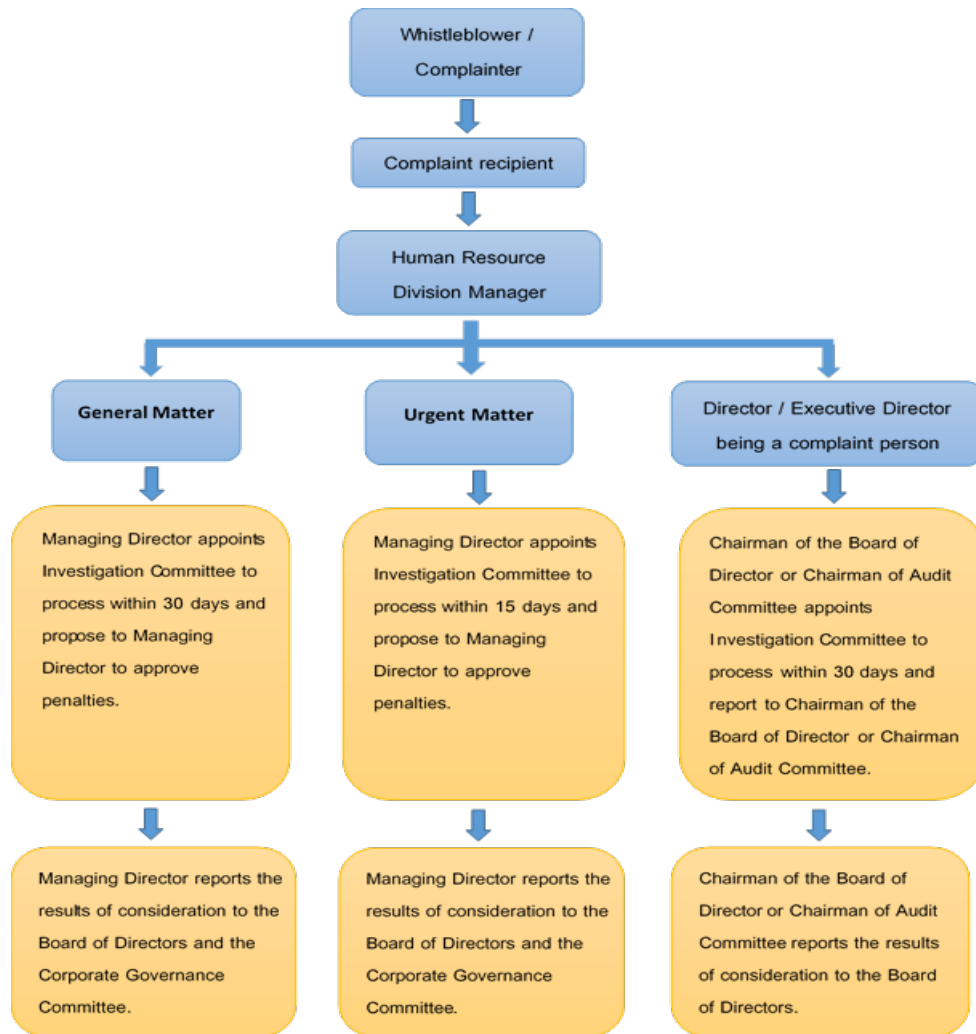 Whistleblower /
Complainter
Complaint recipient
Human Resource
Division Manager
General Matter
Urgent Matter
Director / Executive Director
being a complaint person
Managing Director appoints
Investigation Committee to
process within 30 days and
propose to Managing
Director to approve
penalties.
Managing Director appoints
Investigation Committee to
process within 15 days and
propose to Managing
Director to approve
penalties.
Chairman of the Board of
Director or Chairman of Audit
Committee appoints
Investigation Committee to
process within 30 days and
report to Chairman of the
Board of Director or Chairman
of Audit Committee.
Managing Director reports the
results of consideration to the
Board of Directors and the
Corporate Governance
Committee.
Managing Director reports the
results of consideration to the
Board of Directors and the
Corporate Governance
Committee.
Chairman of the Board of
Director or Chairman of Audit
Committee reports the results
of consideration to the Board
of Directors.